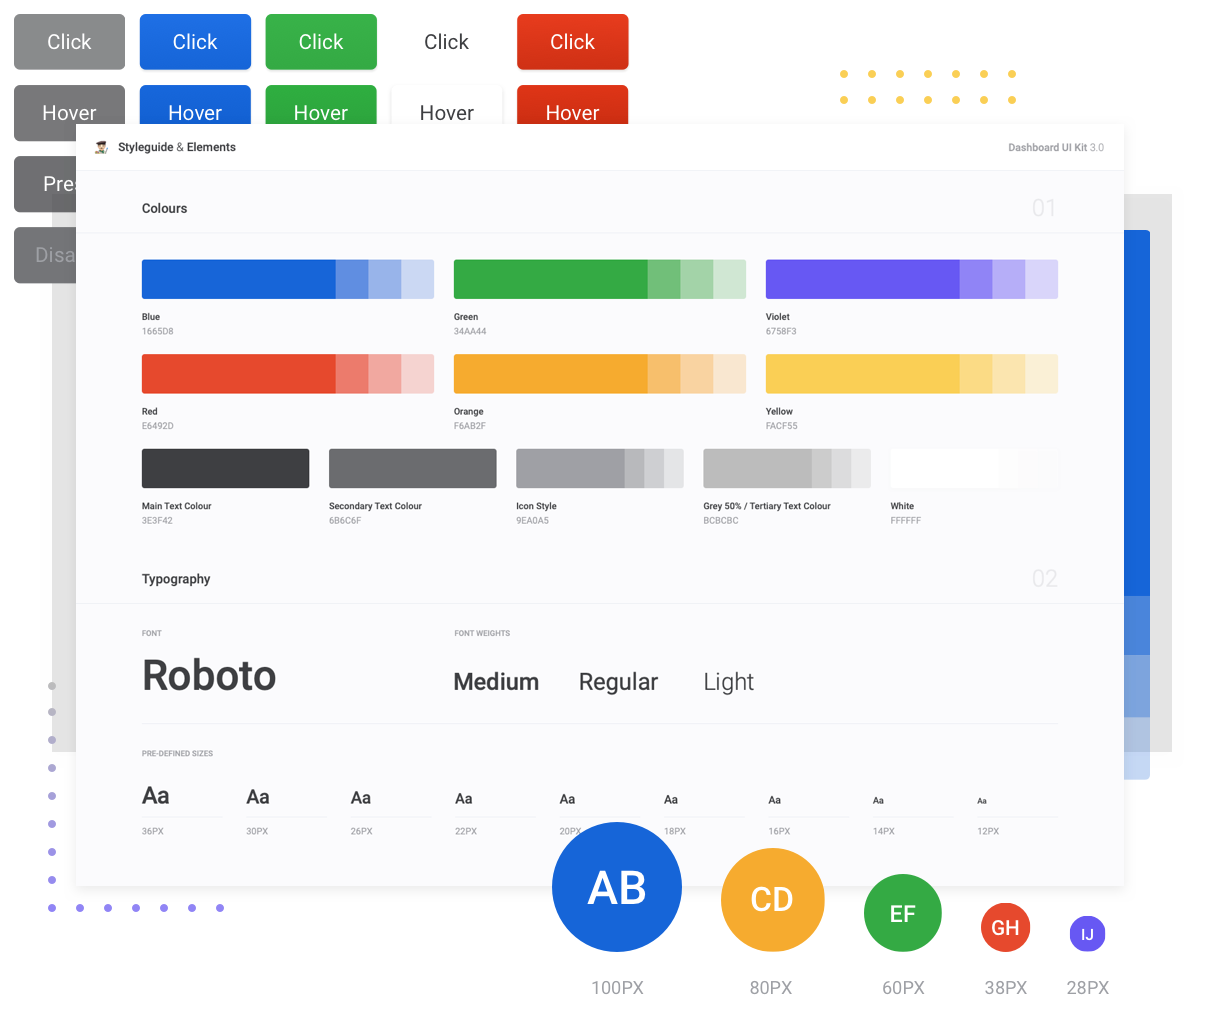 Click Click Click Click Click
Hover Hover Hover Hover Hover
Styleguide & Elements Dashboard UI Kit 3.0
Pres
Colours 01
Disa
Blue Green Violet
1665D8 34AA44 6758F3
Red Orange Yellow
E6492D F6AB2F FACF55
Main Text Colour Secondary Text Colour Icon Style Grey 50% / Tertiary Text Colour White
3E3F42 6B6C6F 9EA0A5 BCBCBC FFFFFF
Typography 02
FONT FONT WEIGHTS
Roboto Medium Regular Light
PRE-DEFINED SIZES
Aa Aa Aa Aa Aa Aa Aa Aa Aa
36PX 30PX 26PX 22PX 20PX 18PX 16PX 14PX 12PX
AB CD EF GH IJ
100PX 80PX 60PX 38PX 28PX